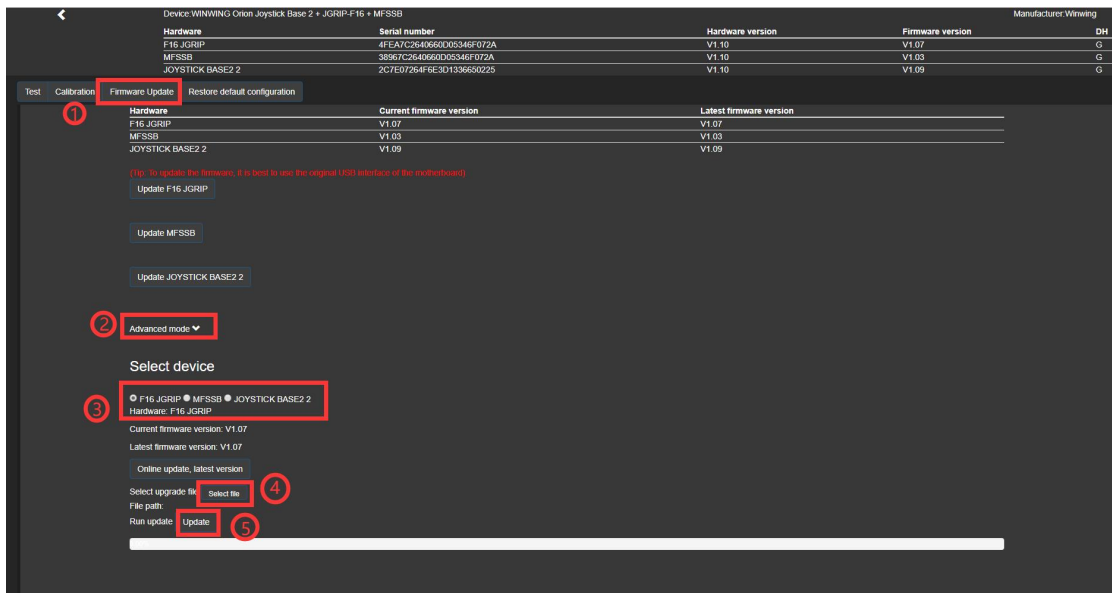 Device:WINWING Orion Joystick Base 2 + JGRIP-F16 + MFSSB Manufacturer:Winwing
Hardware Serial number Hardware version Firmware version DH
F16 JGRIP 4FEA7C2640660D05346F072A V1.10 V1.07 G
MFSSB 38967C2640660D05346F072A V1.10 V1.03 G
JOYSTICK BASE2 2 2C7E07264F6E3D1336650225 V1.10 V1.09 G
Test Calibration Firmware Update Restore default configuration
①
Hardware Current firmware version Latest firmware version
F16 JGRIP V1.07 V1.07
MFSSB V1.03 V1.03
JOYSTICK BASE2 2 V1.09 V1.09
(Tip: To update the firmware, it is best to use the original USB interface of the motherboard)
Update F16 JGRIP
Update MFSSB
Update JOYSTICK BASE2 2
② Advanced mode
Select device
③ F16 JGRIP MFSSB JOYSTICK BASE2 2
Hardware: F16 JGRIP
Current firmware version: V1.07
Latest firmware version: V1.07
Online update, latest version
Select upgrade file Select file ④
File path:
Run update Update ⑤